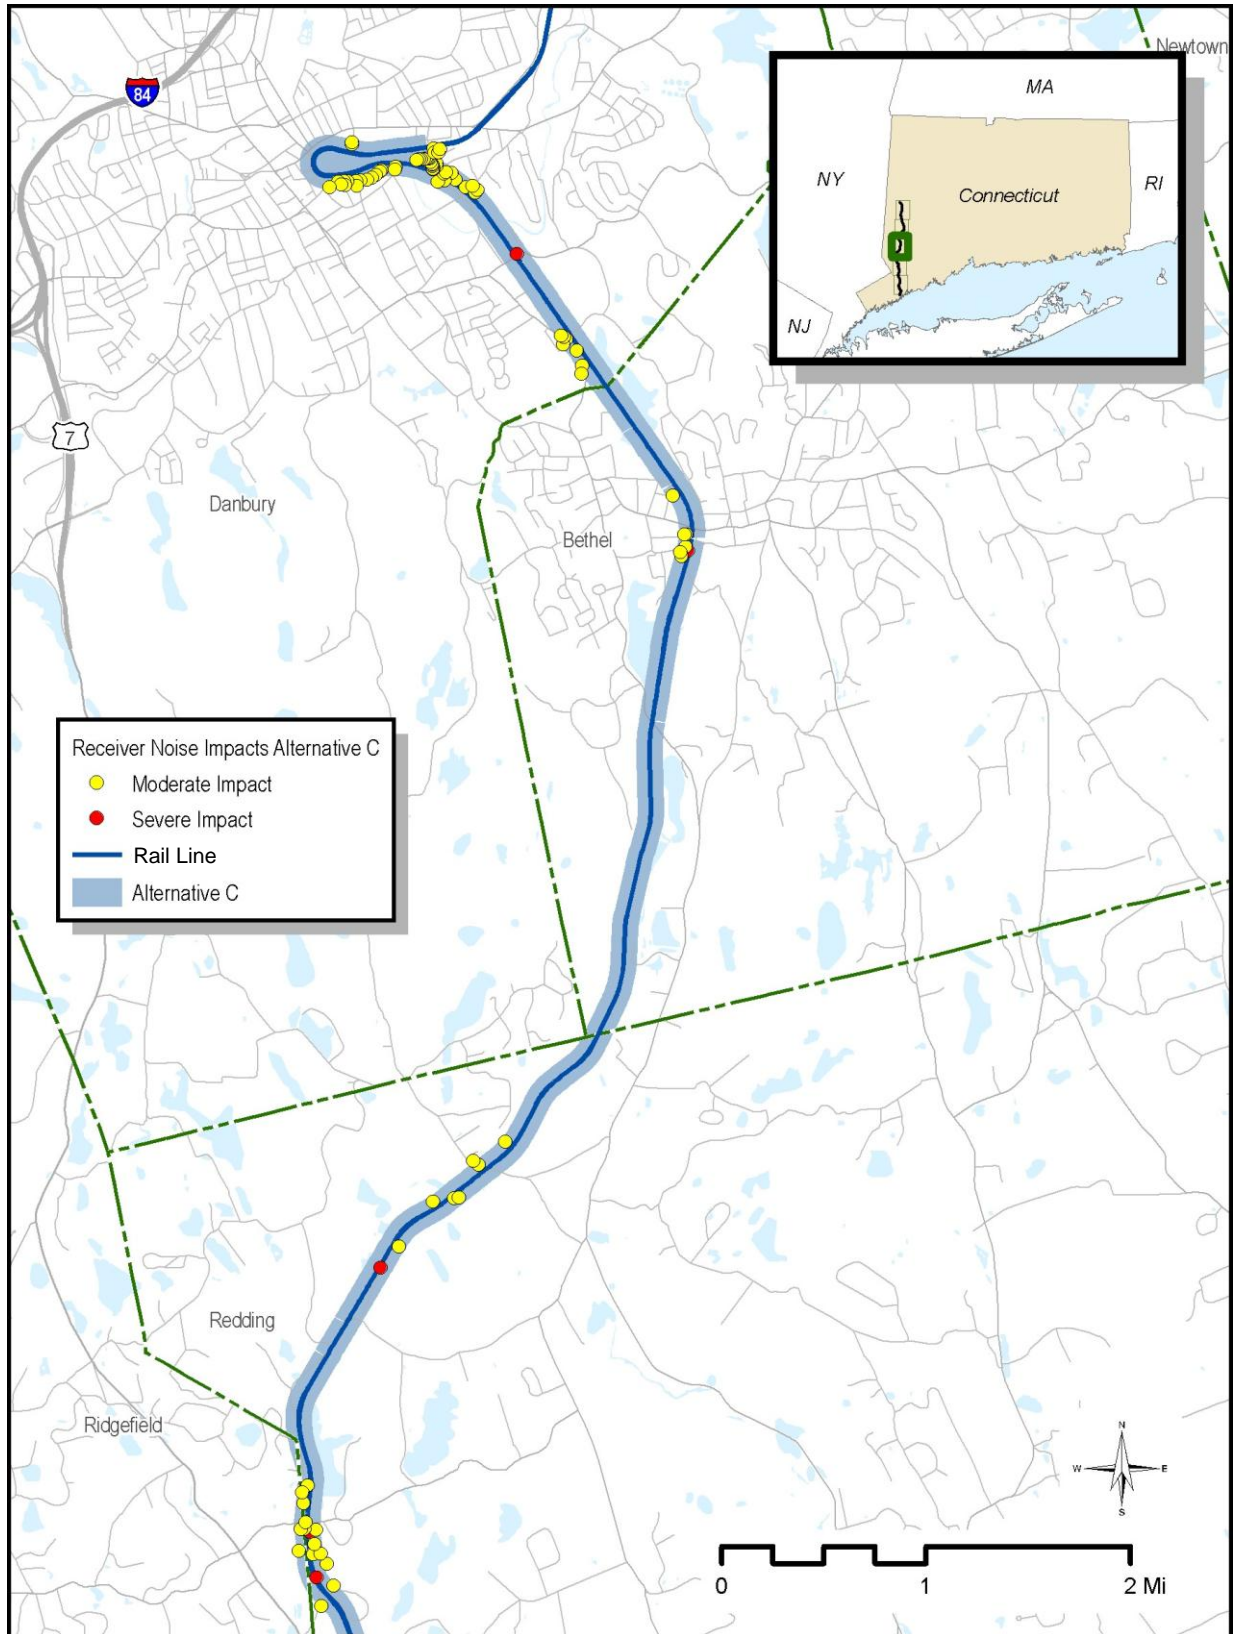 Newtown
84
MA
NY
Connecticut
RI
NJ
7
Danbury
Bethel
Receiver Noise Impacts Alternative C
Moderate Impact
Severe Impact
Rail Line
Alternative C
Redding
Ridgefield
N
W
E
S
0
1
2 Mi